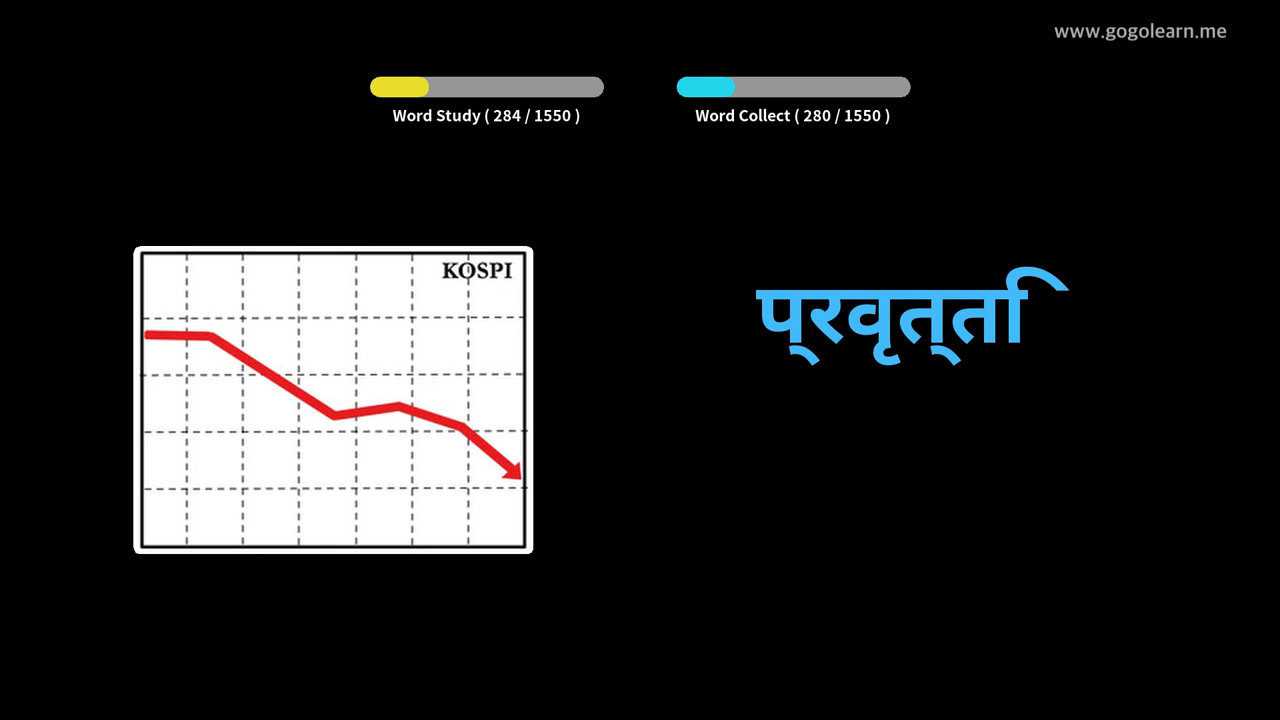 www.gogolearn.me
Word Study ( 284 / 1550 )
Word Collect ( 280 / 1550 )
KOSPI
प्रवृत्ति